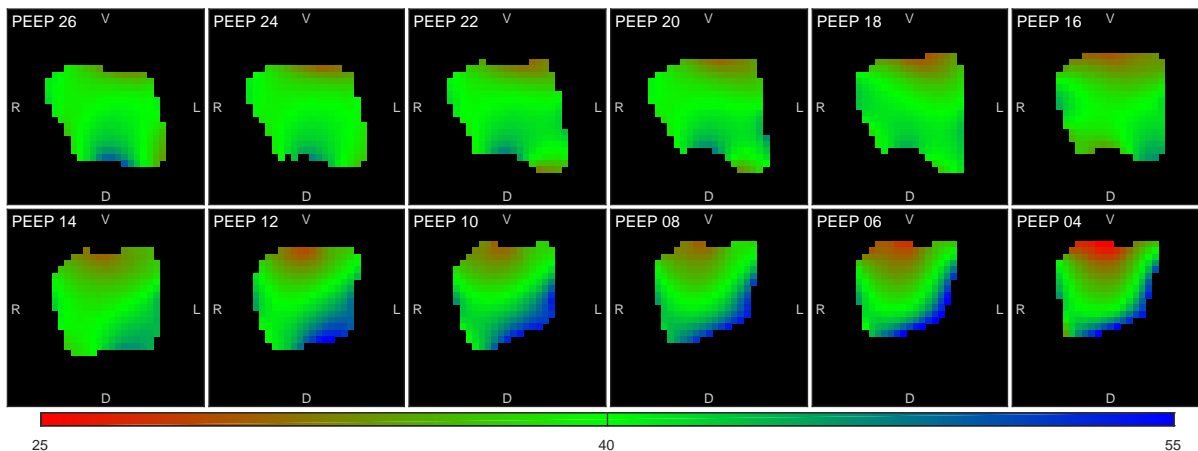 PEEP 26 V R D
PEEP 24 V D
PEEP 22 V R L D
PEEP 20 V R L D
PEEP 18 V R L D
PEEP 16 V R L D
PEEP 14 V R L D
PEEP 12 V R L D
PEEP 10 V R L D
PEEP 08 V R L D
PEEP 06 V R L D
PEEP 04 V R L D
25 40 55